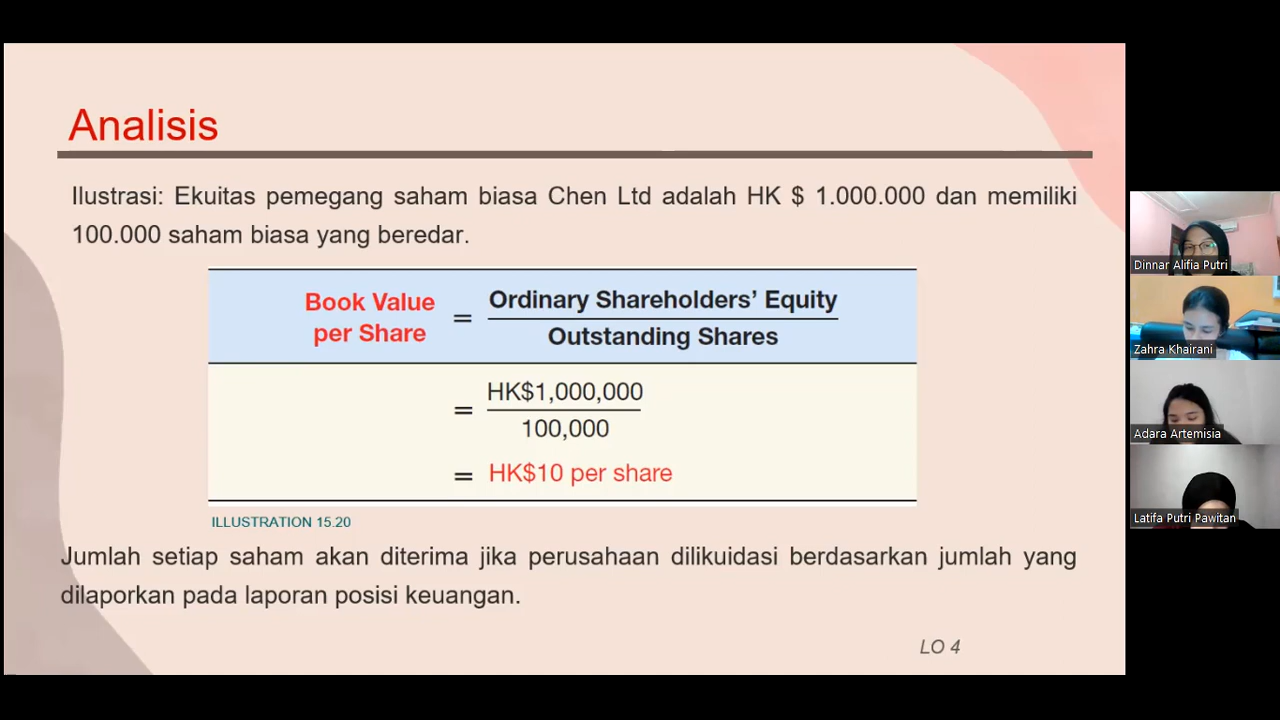 Analisis
Ilustrasi: Ekuitas pemegang saham biasa Chen Ltd adalah HK $ 1.000.000 dan memiliki
100.000 saham biasa yang beredar.
Book Value
per Share
=
Ordinary Shareholders’ Equity
Outstanding Shares
=
HK$1,000,000
100,000
= HK$10 per share
ILLUSTRATION 15.20
Jumlah setiap saham akan diterima jika perusahaan dilikuidasi berdasarkan jumlah yang
dilaporkan pada laporan posisi keuangan.
LO 4
Dinnar Alifia Putri
Zahra Khairani
Adara Artemisia
Latifa Putri Pawitan